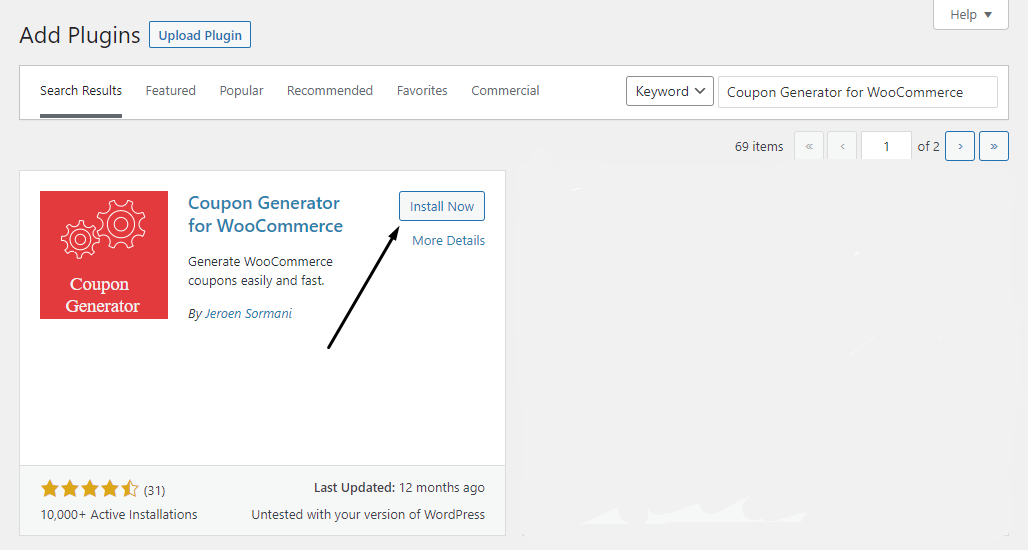 Help
Add Plugins Upload Plugin
Search Results Featured Popular Recommended Favorites Commercial Keyword Coupon Generator for WooCommerce
69 items « ‹ 1 of 2 › »
Coupon Generator
for WooCommerce
Install Now
More Details
Generate WooCommerce
coupons easily and fast.
By Jeroen Sormani
Coupon
Generator
(31)
Last Updated: 12 months ago
10,000+ Active Installations
Untested with your version of WordPress